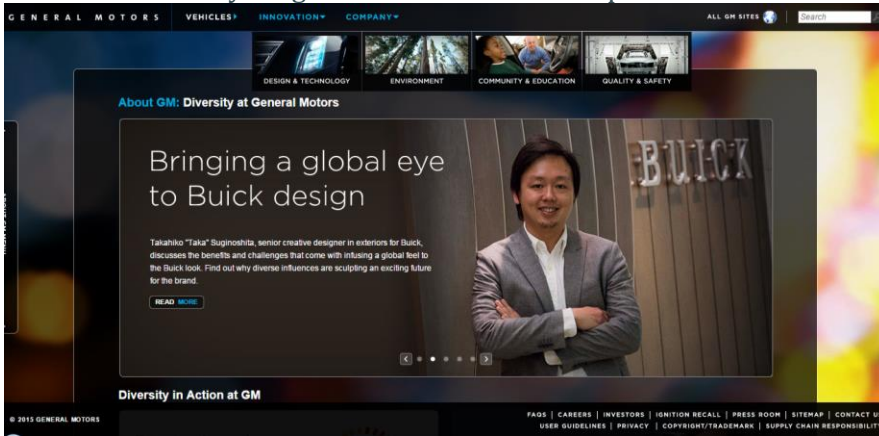 GENERAL MOTORS
VEHICLES
INNOVATION
COMPANY
ALL GM SITES
Search
DESIGN & TECHNOLOGY
ENVIRONMENT
COMMUNITY & EDUCATION
QUALITY & SAFETY
About GM: Diversity at General Motors
Bringing a global eye
to Buick design
BUICK
Takahiko "Taka" Suginoshita, senior creative designer in exteriors for Buick,
discusses the benefits and challenges that come with infusing a global feel to
the Buick look. Find out why diverse influences are sculpting an exciting future
for the brand.
READ MORE
Diversity in Action at GM
© 2015 GENERAL MOTORS
FAQS | CAREERS | INVESTORS | IGNITION RECALL | PRESS ROOM | SITEMAP | CONTACT U
USER GUIDELINES | PRIVACY | COPYRIGHT/TRADEMARK | SUPPLY CHAIN RESPONSIBILIT